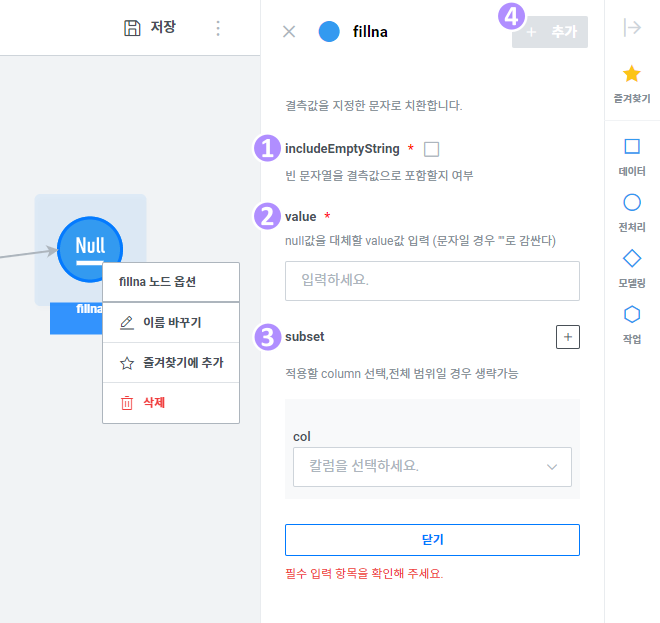 저장
fillna
4
+ 추가
즐겨찾기
결측값을 지정한 문자로 치환합니다.
1 includeEmptyString *
빈 문자열을 결측값으로 포함할지 여부
데이터
2 value *
전처리
null값을 대체할 value값 입력 (문자일 경우 ""로 감싼다)
Null
입력하세요.
fillna 노드 옵션
모델링
fillna
이름 바꾸기
3 subset
+
작업
즐겨찾기에 추가
적용할 column 선택,전체 범위일 경우 생략가능
삭제
col
칼럼을 선택하세요.
닫기
필수 입력 항목을 확인해 주세요.